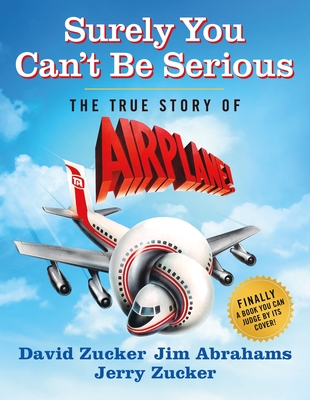 Surely You
Can't Be Serious
THE TRUE STORY OF
AIRPLANE!
FINALLY
A BOOK YOU CAN
JUDGE BY ITS
COVER!
David Zucker Jim Abrahams
Jerry Zucker